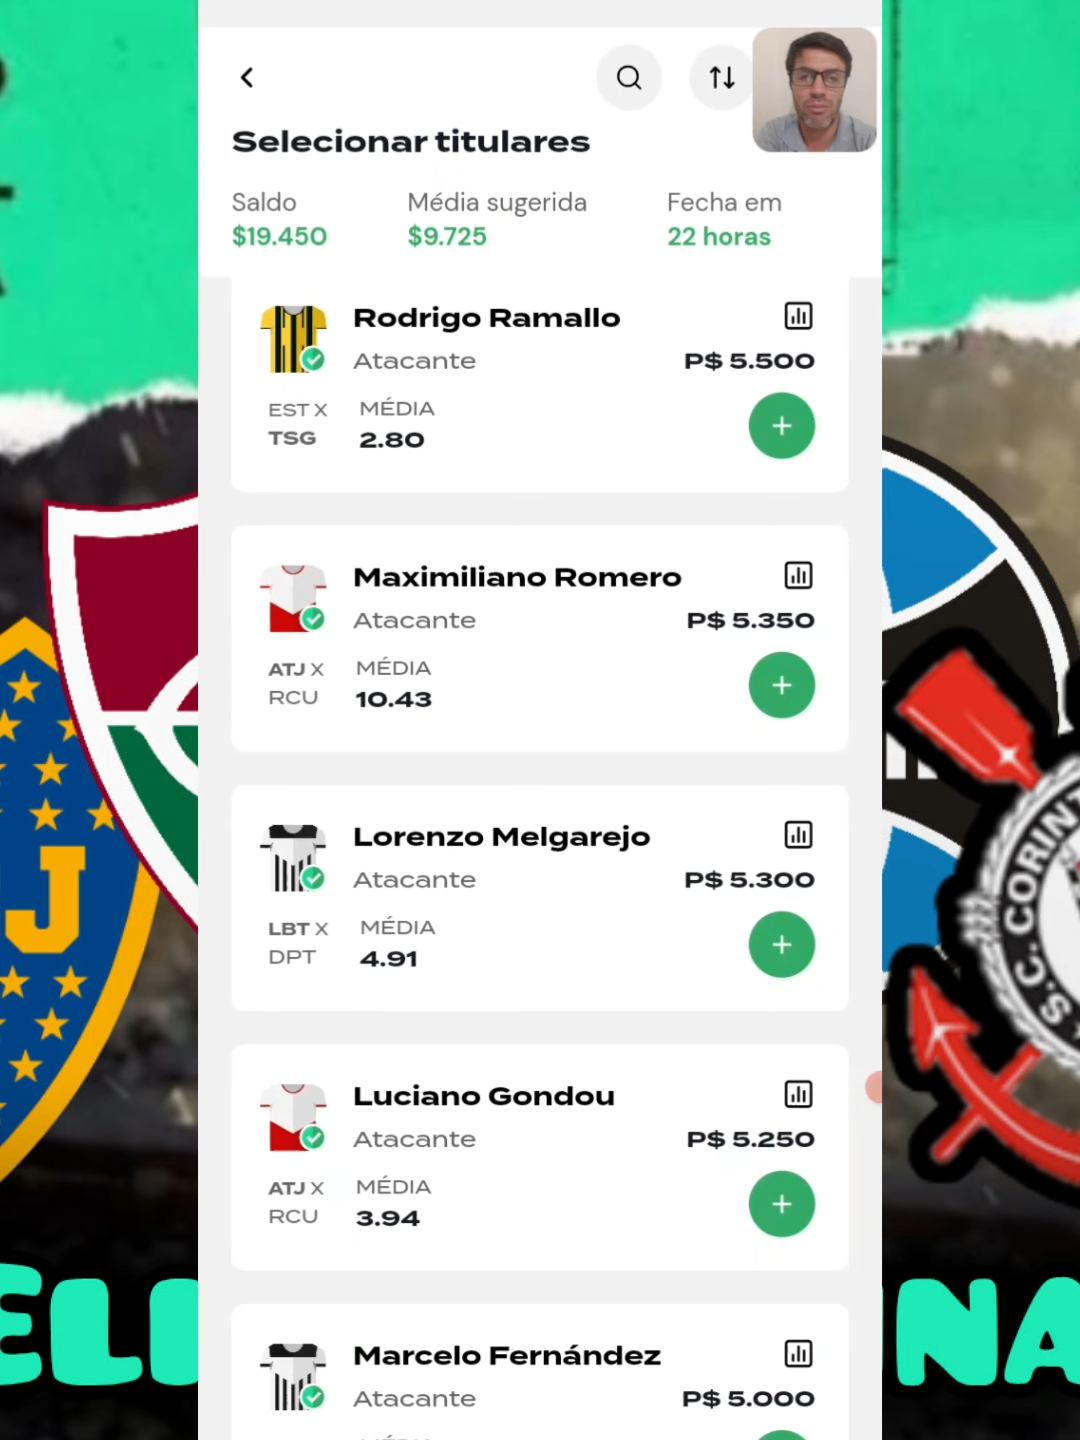 Selecionar titulares
Saldo
Média sugerida
Fecha em
$19.450
$9.725
22 horas
Rodrigo Ramallo
Atacante
P$ 5.500
EST X
TSG
MÉDIA
2.80
Maximiliano Romero
Atacante
P$ 5.350
ATJ X
RCU
MÉDIA
10.43
Lorenzo Melgarejo
Atacante
P$ 5.300
LBT X
DPT
MÉDIA
4.91
Luciano Gondou
Atacante
P$ 5.250
ATJ X
RCU
MÉDIA
3.94
Marcelo Fernández
Atacante
P$ 5.000
J
S.C. CORINT
ELI
NA